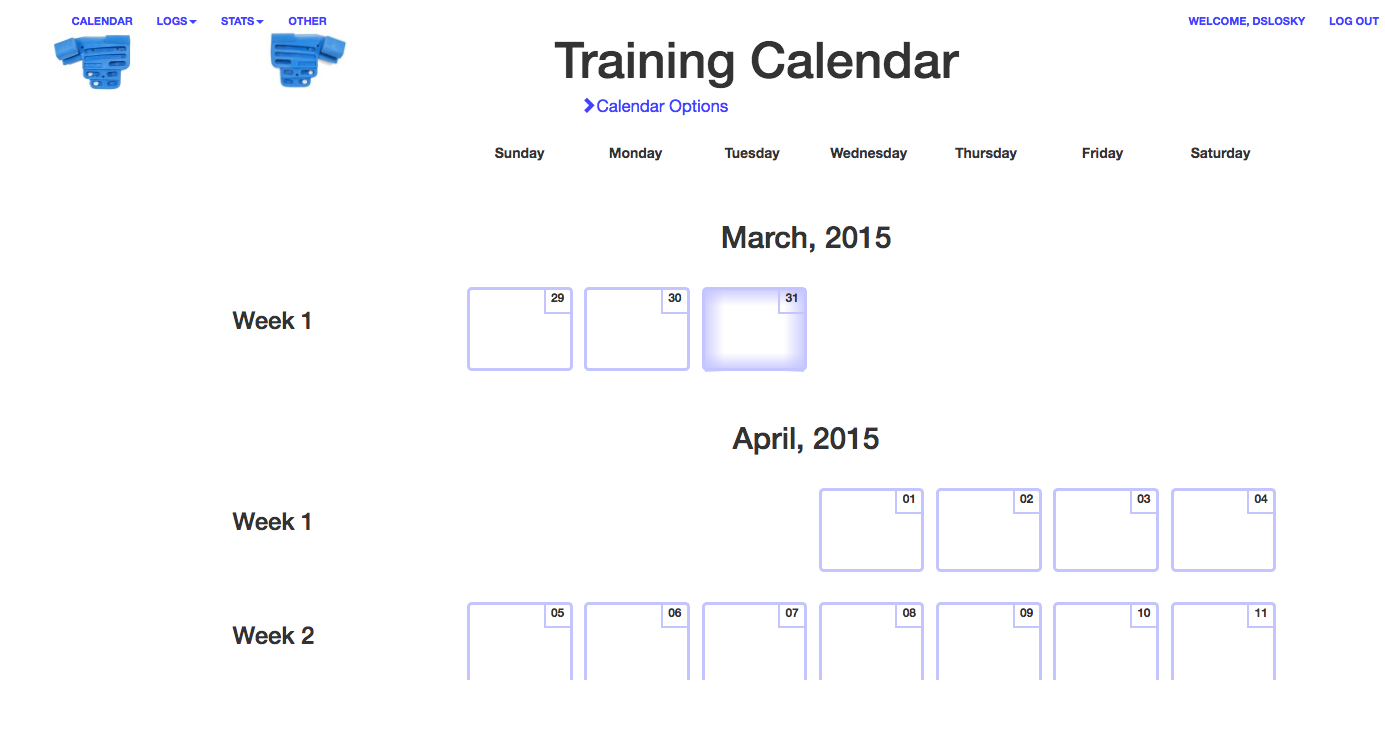 CALENDAR LOGS STATS OTHER WELCOME, DSLOSKY LOG OUT
Training Calendar
Calendar Options
Sunday Monday Tuesday Wednesday Thursday Friday Saturday
March, 2015
29 30 31
Week 1
April, 2015
01 02 03 04
Week 1
05 06 07 08 09 10 11
Week 2